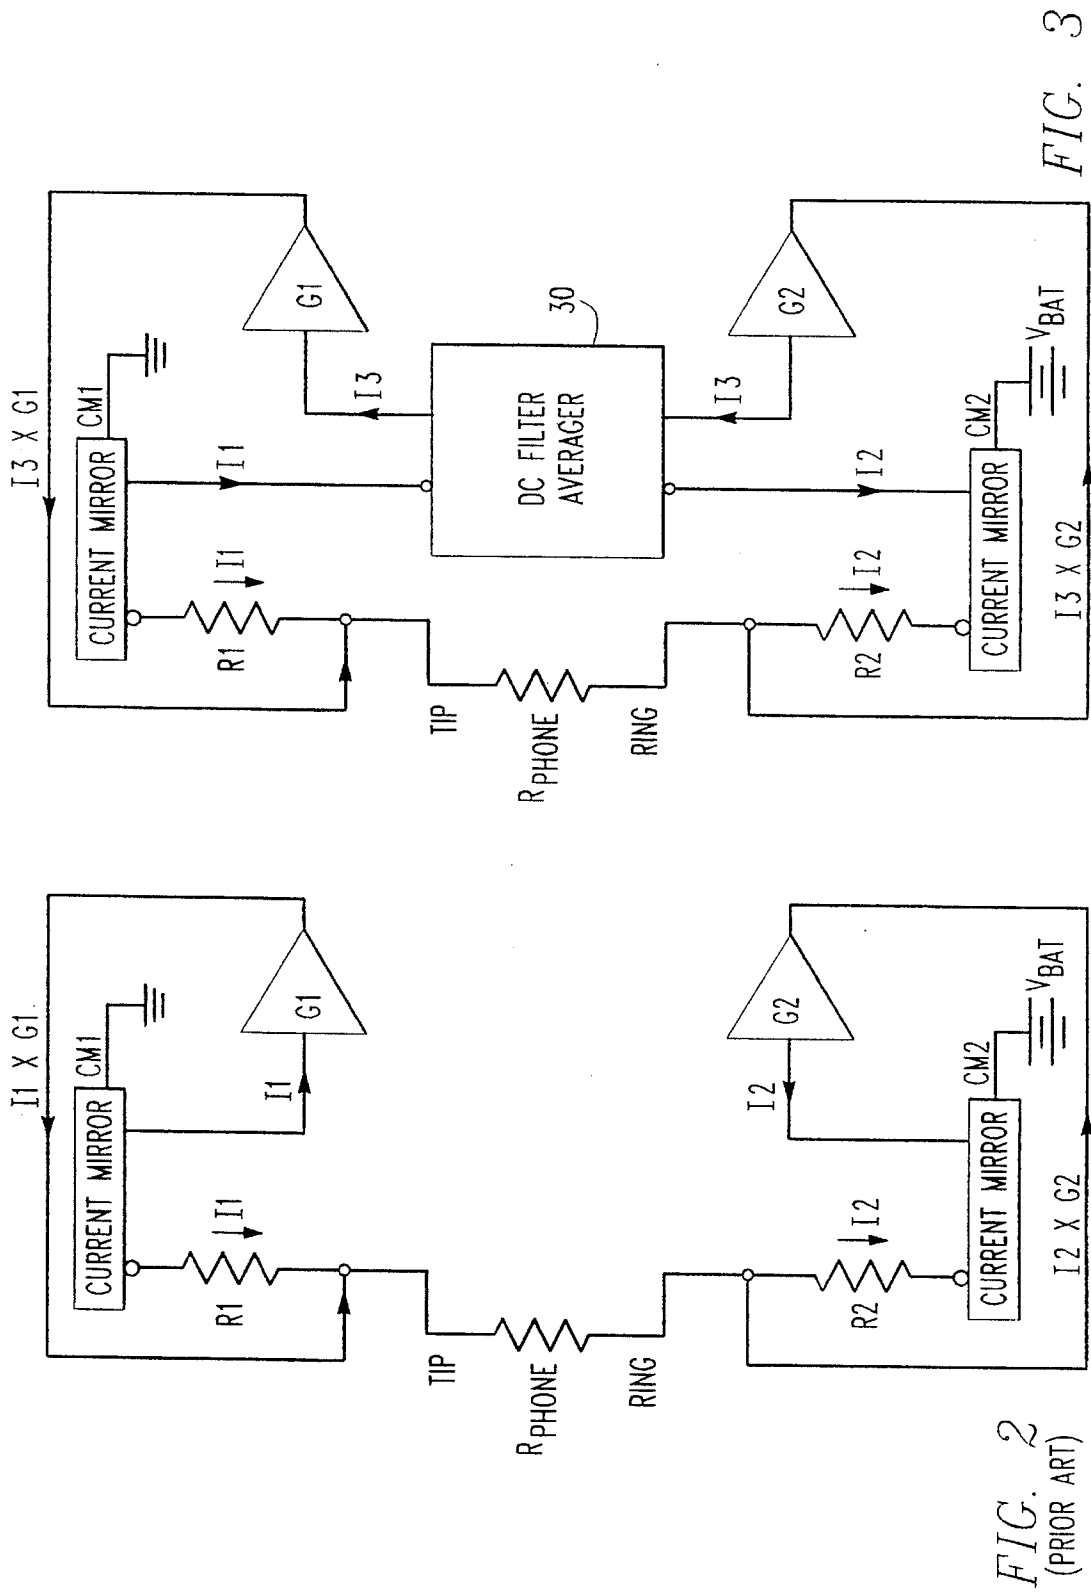 I1 X G1
CURRENT MIRROR
CM1
R1
I1
I1
G1
TIP
RPHONE
RING
I2
G2
R2
I2
CURRENT MIRROR
CM2
VBAT
I2 X G2
FIG. 2
(PRIOR ART)
I3 X G1
CURRENT MIRROR
CM1
R1
I1
I1
I3
G1
TIP
RPHONE
RING
DC FILTER
AVERAGER
30
I3
G2
R2
I2
I2
CURRENT MIRROR
CM2
VBAT
I3 X G2
FIG. 3